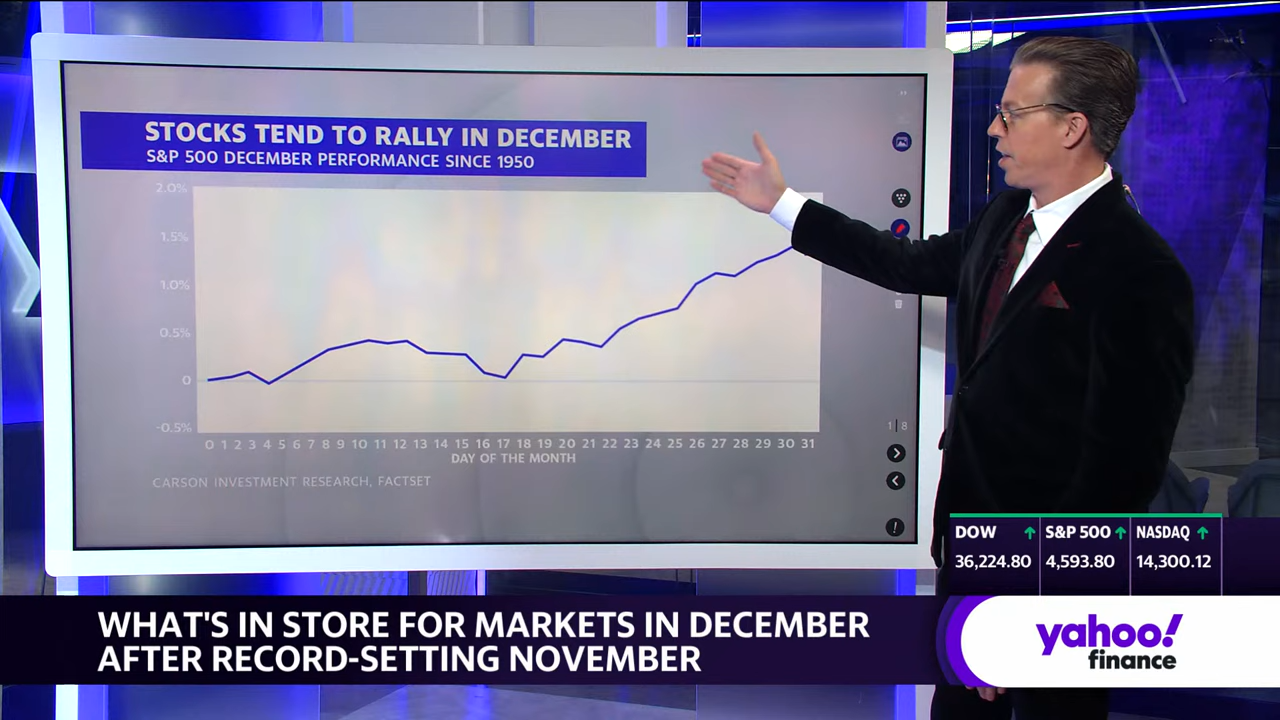 STOCKS TEND TO RALLY IN DECEMBER
S&P 500 DECEMBER PERFORMANCE SINCE 1950
2.0%
1.5%
1.0%
0.5%
0
-0.5%
0 1 2 3 4 5 6 7 8 9 10 11 12 13 14 15 16 17 18 19 20 21 22 23 24 25 26 27 28 29 30 31
DAY OF THE MONTH
CARSON INVESTMENT RESEARCH, FACTSET
1 | 8
DOW S&P 500 NASDAQ
36,224.80 4,593.80 14,300.12
WHAT'S IN STORE FOR MARKETS IN DECEMBER
AFTER RECORD-SETTING NOVEMBER
yahoo!
finance